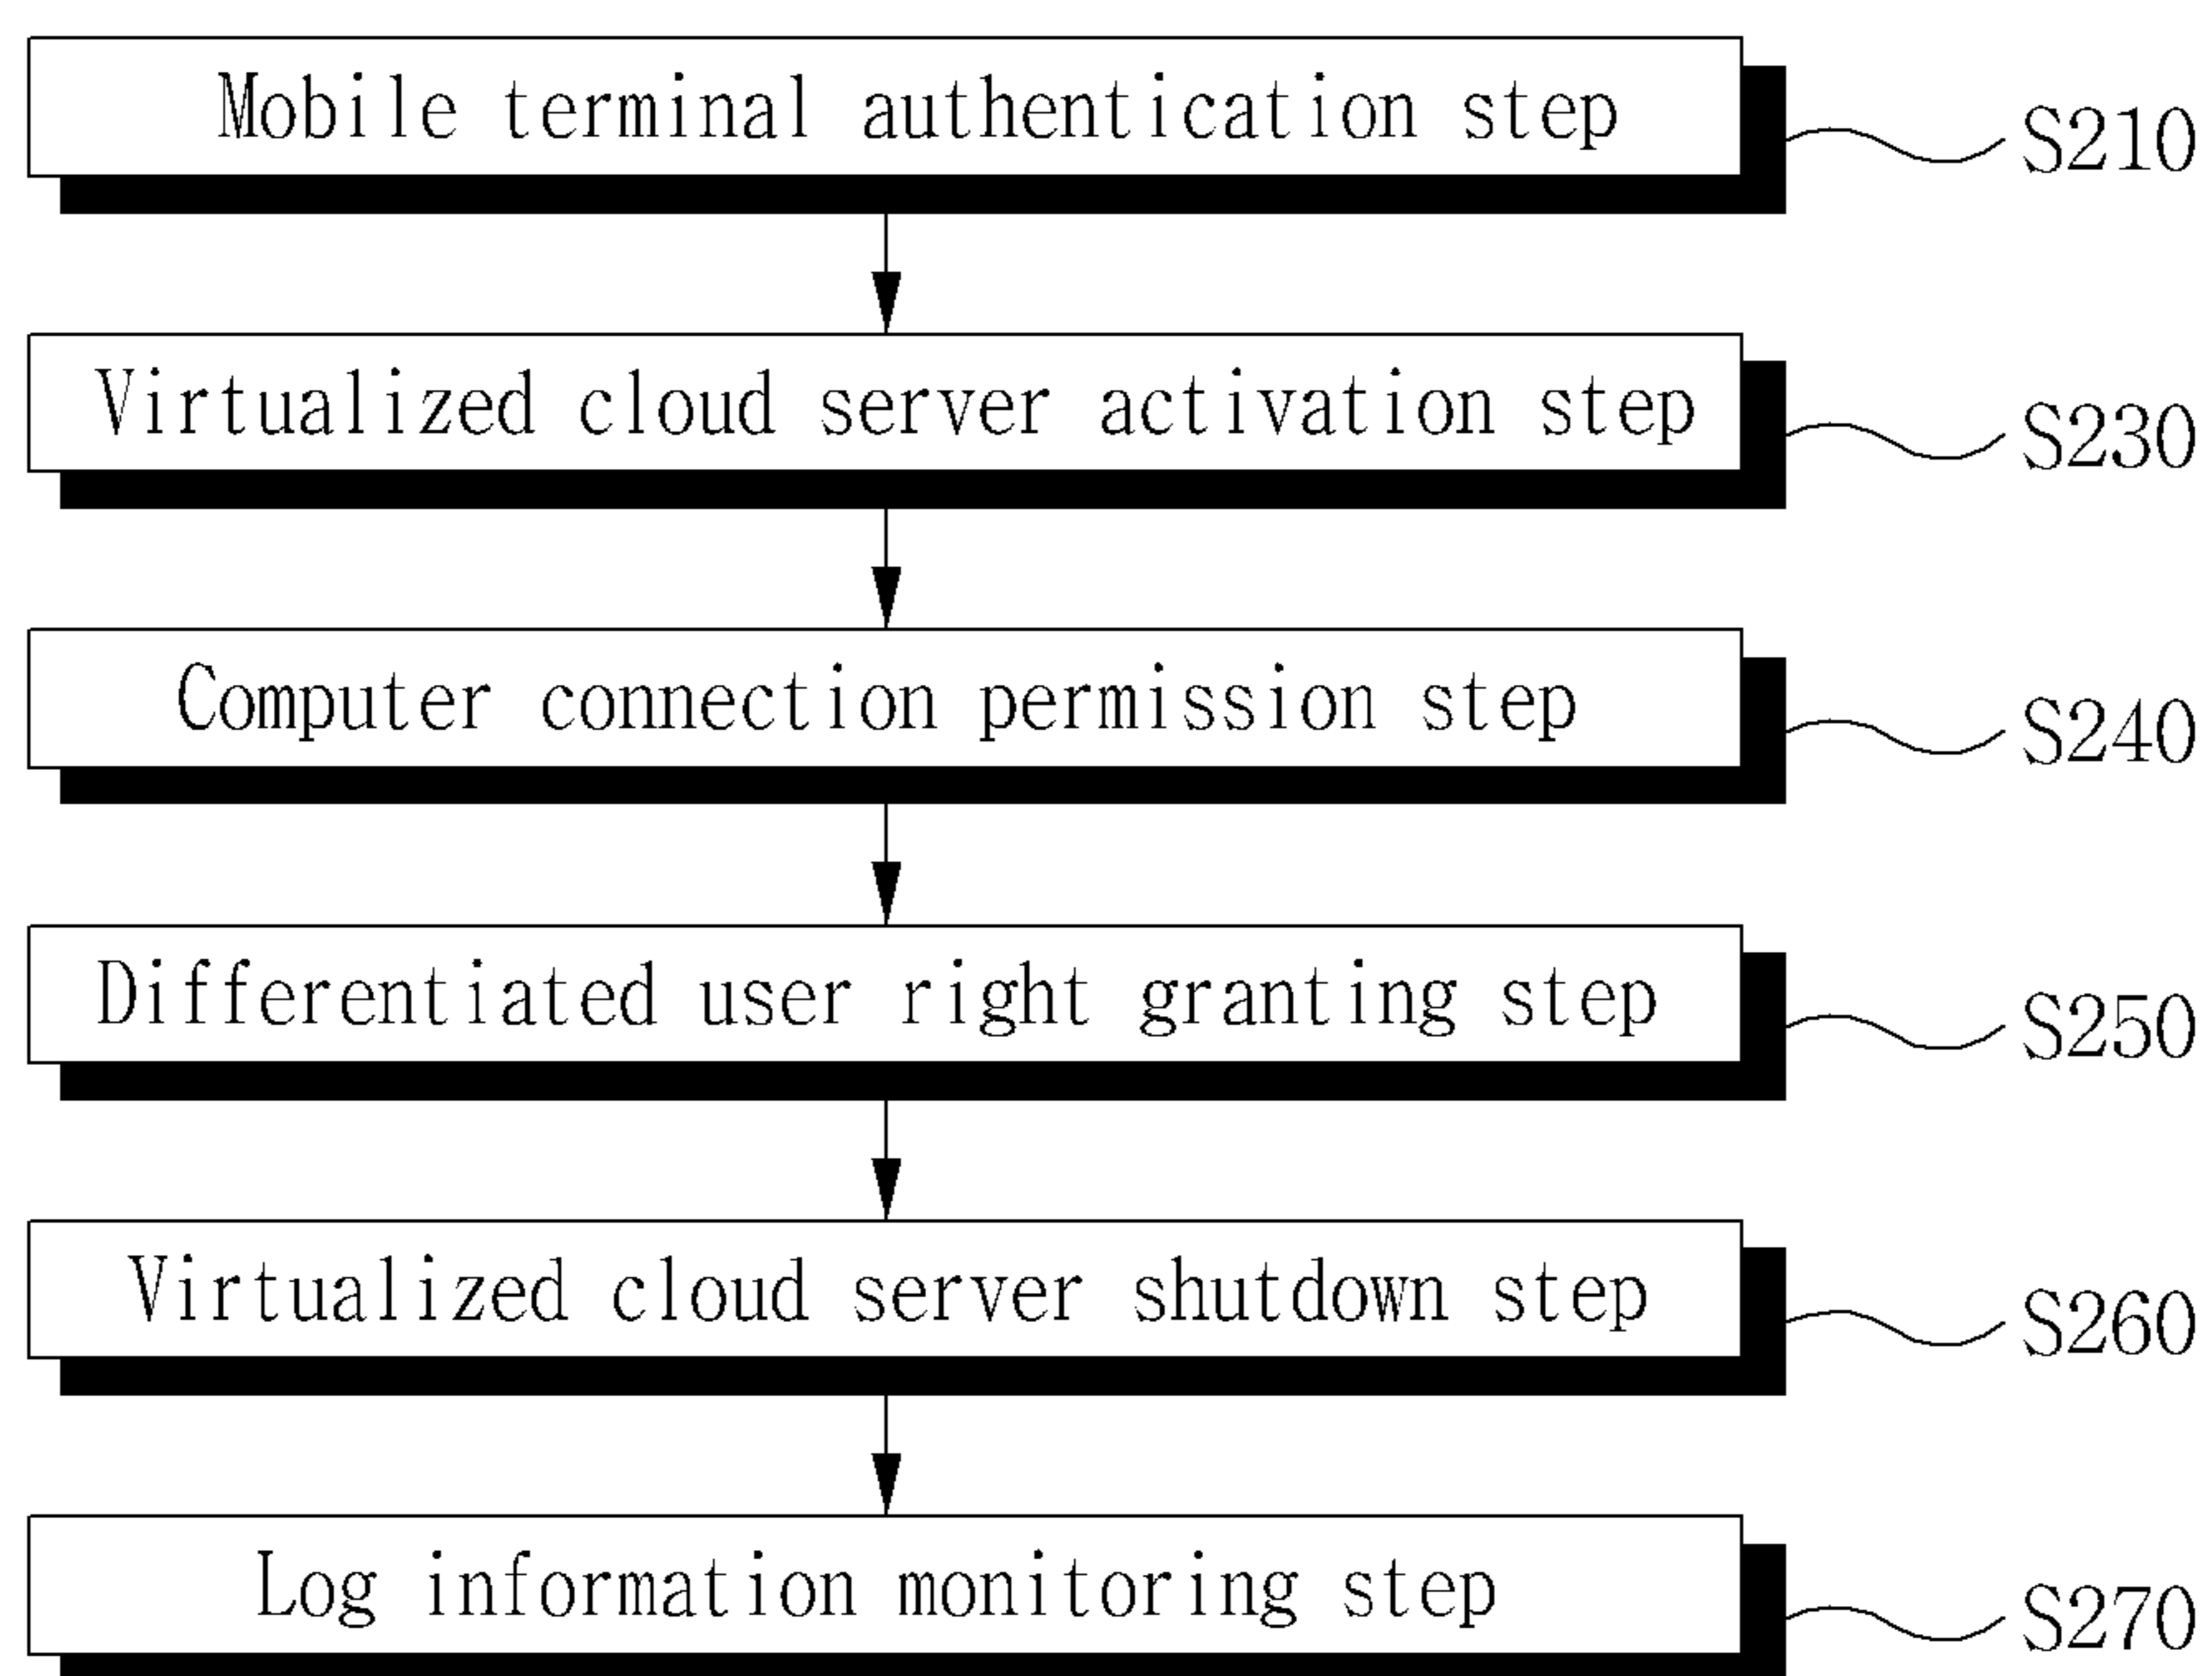 Mobile terminal authentication step S210
Virtualized cloud server activation step S230
Computer connection permission step S240
Differentiated user right granting step S250
Virtualized cloud server shutdown step S260
Log information monitoring step S270